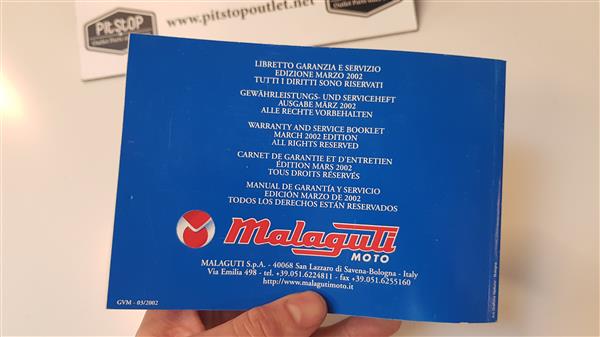 PitStop
www.pitstopoutlet.net
LIBRETTO GARANZIA E SERVIZIO
EDIZIONE MARZO 2002
TUTTI I DIRITTI SONO RISERVATI
GEWÄHRLEISTUNGS- UND SERVICEHEFT
AUSGABE MÄRZ 2002
ALLE RECHTE VORBEHALTEN
WARRANTY AND SERVICE BOOKLET
MARCH 2002 EDITION
ALL RIGHTS RESERVED
CARNET DE GARANTIE ET D'ENTRETIEN
ÉDITION MARS 2002
TOUS DROITS RÉSERVÉS
MANUAL DE GARANTÍA Y SERVICIO
EDICIÓN MARZO DE 2002
TODOS LOS DERECHOS ESTÁN RESERVADOS
Malaguti
MOTO
MALAGUTI S.p.A. - 40068 San Lazzaro di Savena-Bologna - Italy
Via Emilia 498 - tel. +39.051.6224811 - fax +39.051.6255160
http://www.malagutimoto.it
GVM - 03/2002